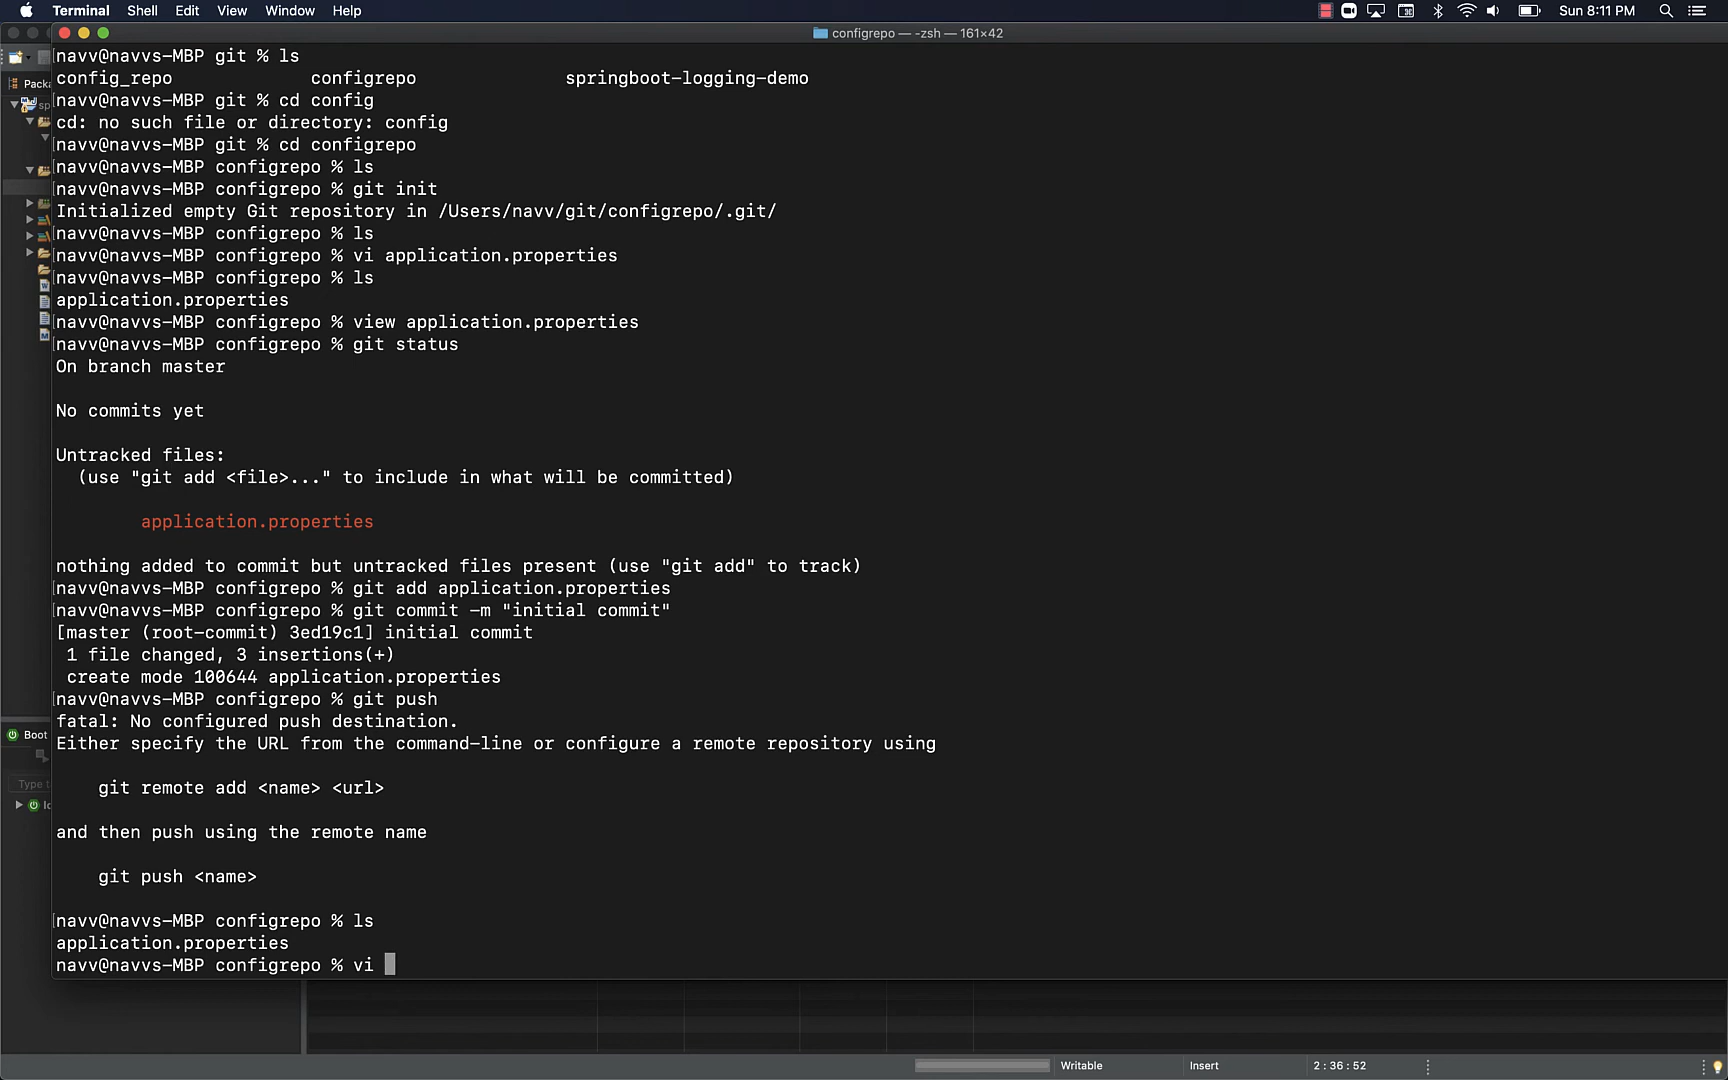 Terminal Shell Edit View Window Help Sun 8:11 PM
configrepo — -zsh — 161×42
navv@navvs-MBP git % ls
config_repo configrepo springboot-logging-demo
navv@navvs-MBP git % cd config
cd: no such file or directory: config
navv@navvs-MBP git % cd configrepo
navv@navvs-MBP configrepo % ls
navv@navvs-MBP configrepo % git init
Initialized empty Git repository in /Users/navv/git/configrepo/.git/
navv@navvs-MBP configrepo % ls
navv@navvs-MBP configrepo % vi application.properties
navv@navvs-MBP configrepo % ls
application.properties
navv@navvs-MBP configrepo % view application.properties
navv@navvs-MBP configrepo % git status
On branch master
No commits yet
Untracked files:
(use "git add <file>..." to include in what will be committed)
application.properties
nothing added to commit but untracked files present (use "git add" to track)
navv@navvs-MBP configrepo % git add application.properties
navv@navvs-MBP configrepo % git commit -m "initial commit"
[master (root-commit) 3ed19c1] initial commit
1 file changed, 3 insertions(+)
create mode 100644 application.properties
navv@navvs-MBP configrepo % git push
fatal: No configured push destination.
Either specify the URL from the command-line or configure a remote repository using
git remote add <name> <url>
and then push using the remote name
git push <name>
navv@navvs-MBP configrepo % ls
application.properties
navv@navvs-MBP configrepo % vi
Packa
sp
Boot
Type t
lo
Writable Insert 2 : 36 : 52